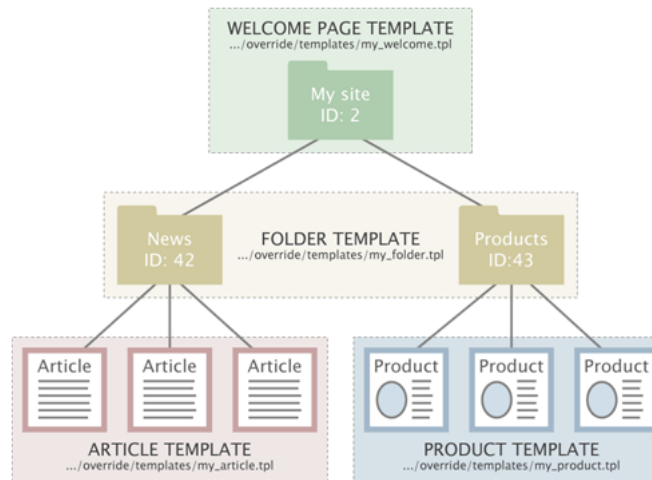 WELCOME PAGE TEMPLATE
.../override/templates/my_welcome.tpl
My site
ID: 2
News
ID: 42
FOLDER TEMPLATE
.../override/templates/my_folder.tpl
Products
ID:43
Article
Article
Article
ARTICLE TEMPLATE
.../override/templates/my_article.tpl
Product
Product
Product
PRODUCT TEMPLATE
.../override/templates/my_product.tpl